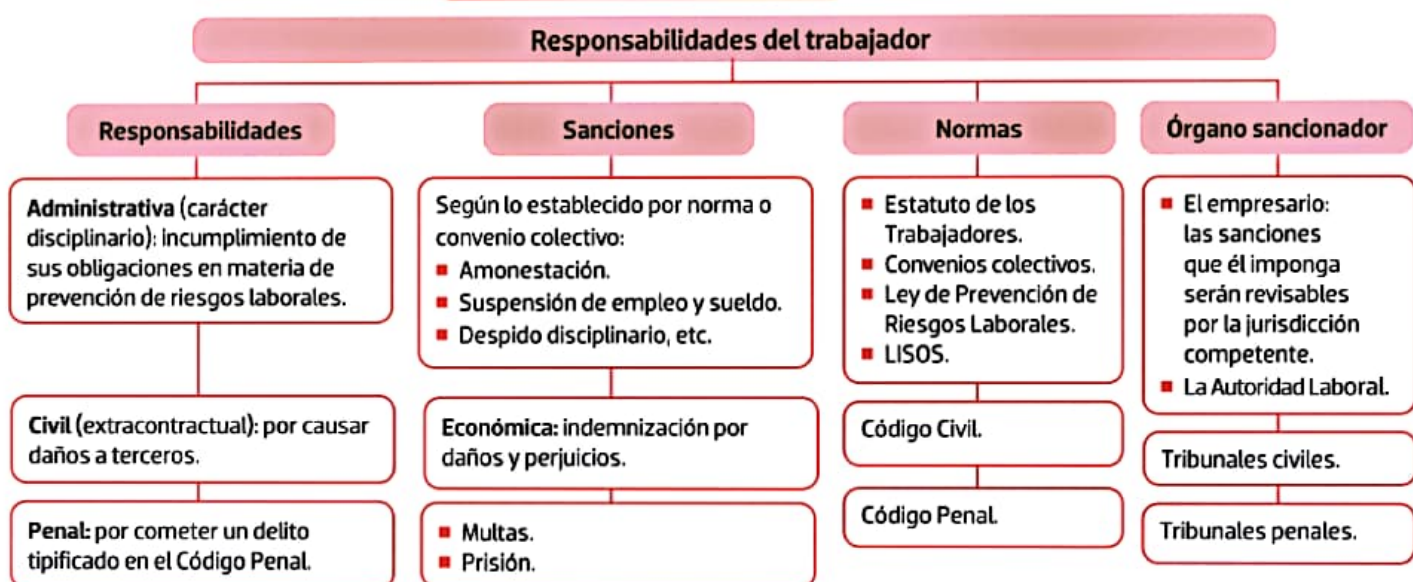 Responsabilidades del trabajador
Responsabilidades
Administrativa (carácter
disciplinario): incumplimiento de
sus obligaciones en materia de
prevención de riesgos laborales.
Civil (extracontractual): por causar
daños a terceros.
Penal: por cometer un delito
tipificado en el Código Penal.
Sanciones
Según lo establecido por norma o
convenio colectivo:
Amonestación.
Suspensión de empleo y sueldo.
Despido disciplinario, etc.
Económica: indemnización por
daños y perjuicios.
Multas.
Prisión.
Normas
Estatuto de los
Trabajadores.
Convenios colectivos.
Ley de Prevención de
Riesgos Laborales.
LISOS.
Código Civil.
Código Penal.
Órgano sancionador
El empresario:
las sanciones
que él imponga
serán revisables
por la jurisdicción
competente.
La Autoridad Laboral.
Tribunales civiles.
Tribunales penales.